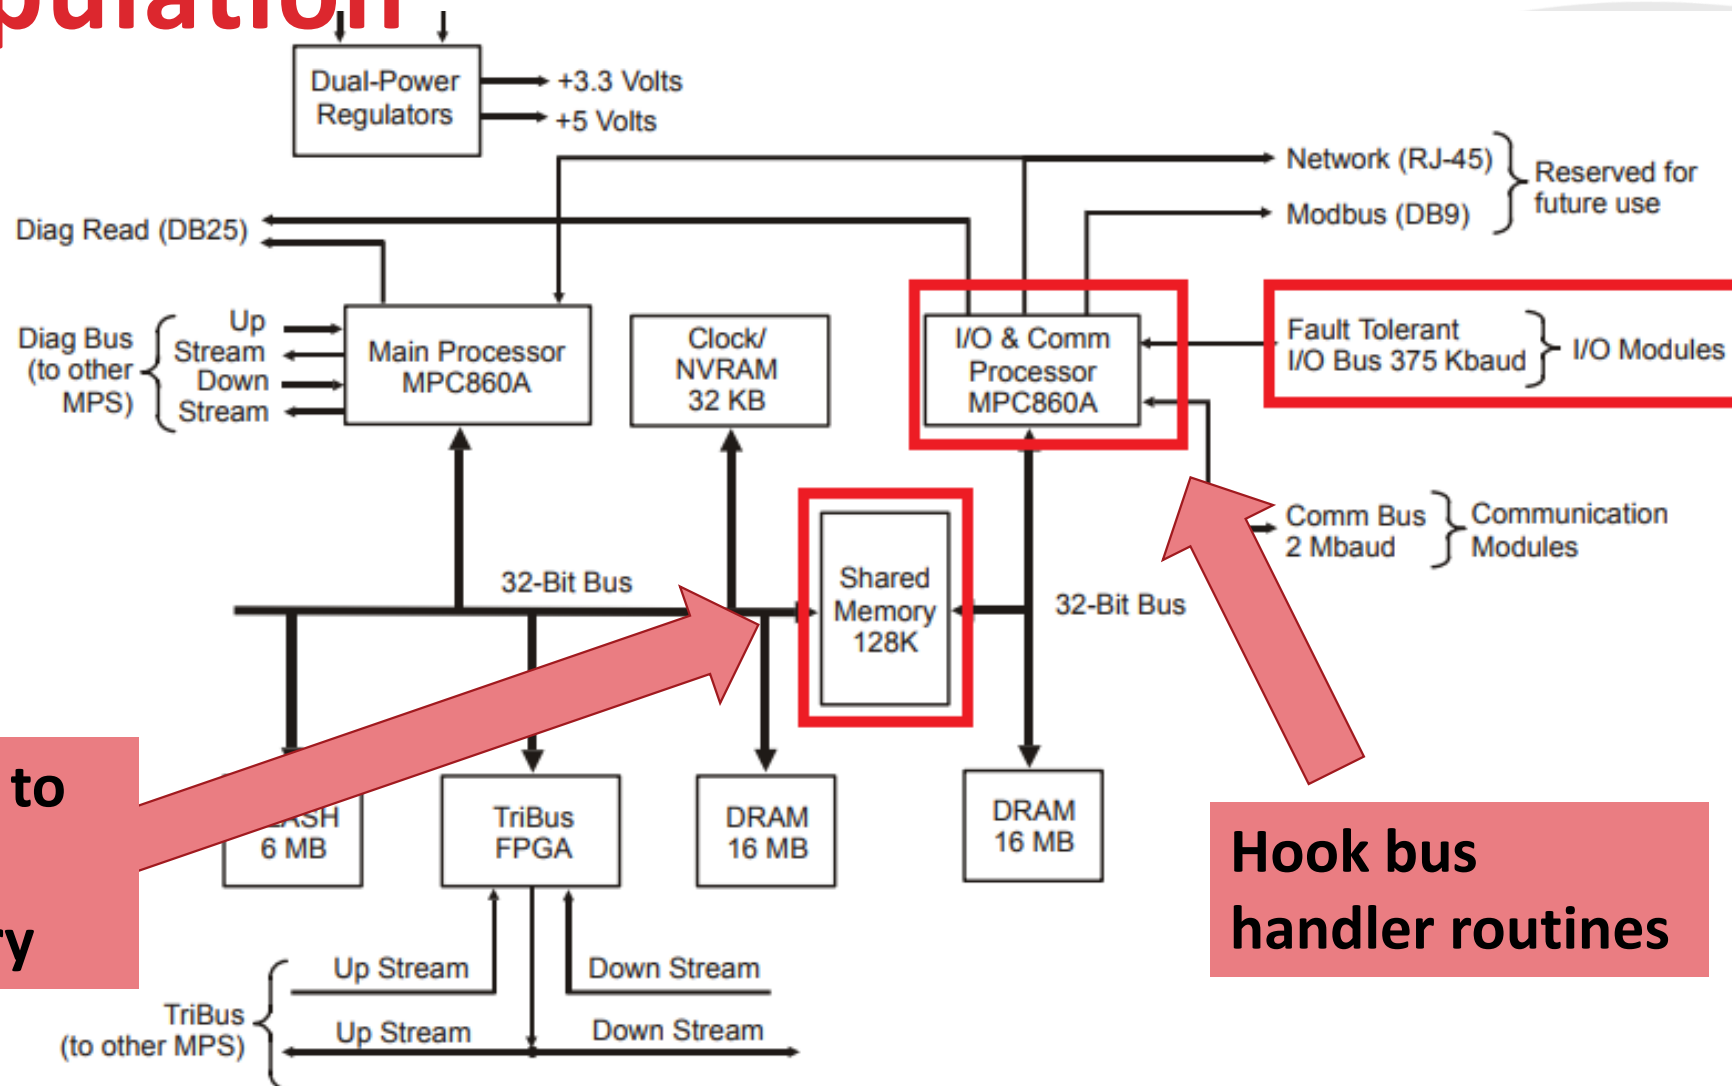 Dual-Power
Regulators
+3.3 Volts
+5 Volts
Network (RJ-45)
Modbus (DB9)
Reserved for
future use
Diag Read (DB25)
Diag Bus
(to other
MPS)
Up
Stream
Down
Stream
Main Processor
MPC860A
Clock/
NVRAM
32 KB
I/O & Comm
Processor
MPC860A
Fault Tolerant
I/O Bus 375 Kbaud
I/O Modules
Comm Bus
2 Mbaud
Communication
Modules
32-Bit Bus
Shared
Memory
128K
32-Bit Bus
to
6 MB
TriBus
FPGA
DRAM
16 MB
DRAM
16 MB
Hook bus
handler routines
Up Stream
Down Stream
TriBus
(to other MPS)
Up Stream
Down Stream